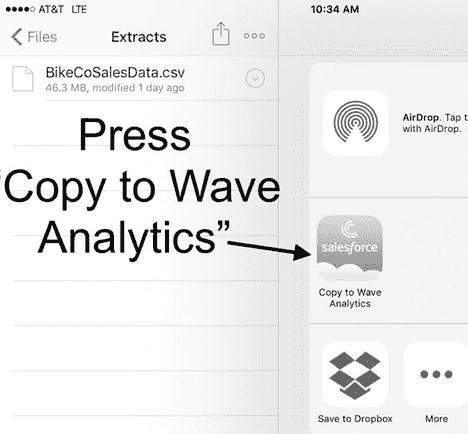 AT&T LTE
10:34 AM
Files
Extracts
BikeCoSalesData.csv
46.3 MB, modified 1 day ago
Press
“Copy to Wave
Analytics”
AirDrop. Tap t
with AirDrop.
salesforce
Copy to Wave
Analytics
Save to Dropbox
More